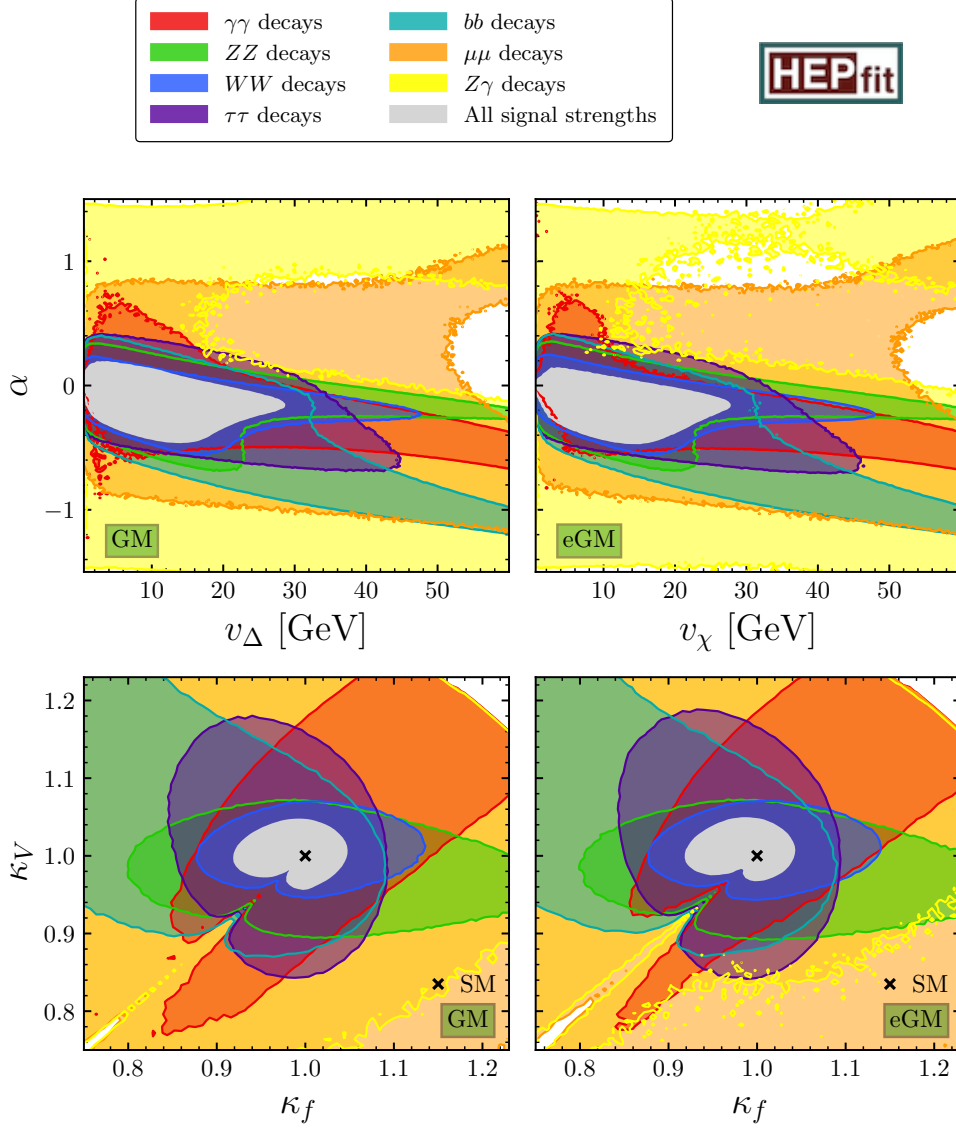 γγ decays bb decays
ZZ decays μμ decays
WW decays Zγ decays
ττ decays All signal strengths
HEPfit
1
0
−1
α
GM
eGM
10 20 30 40 50
10 20 30 40 50
v_Δ [GeV]
v_χ [GeV]
1.2
1.1
1.0
0.9
0.8
κ_V
SM
GM
SM
eGM
0.8 0.9 1.0 1.1 1.2
0.8 0.9 1.0 1.1 1.2
κ_f
κ_f